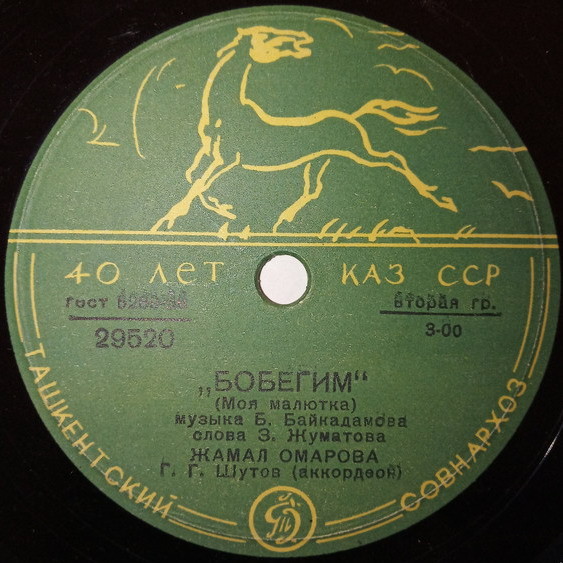 40 ЛЕТ КАЗ ССР
ГОСТ
Вторая гр.
29520
3-00
„БОБЕГИМ“
(Моя малютка)
музыка Б. Байкадамова
слова З. Жуматова
ЖАМАЛ ОМАРОВА
Г. Г. Шутов (аккордеон)
ТАШКЕНТСКИЙ СОВНАРХОЗ